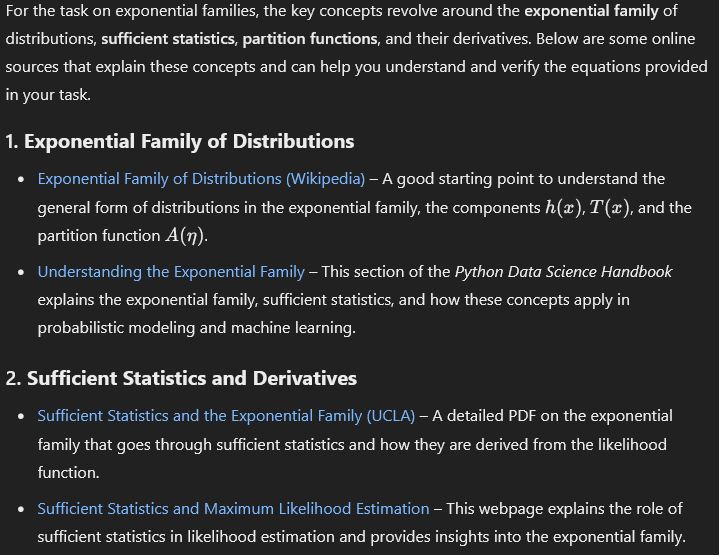 For the task on exponential families, the key concepts revolve around the exponential family of
distributions, sufficient statistics, partition functions, and their derivatives. Below are some online
sources that explain these concepts and can help you understand and verify the equations provided
in your task.
1. Exponential Family of Distributions
• Exponential Family of Distributions (Wikipedia) – A good starting point to understand the
general form of distributions in the exponential family, the components h(x), T(x), and the
partition function A(η).
• Understanding the Exponential Family – This section of the Python Data Science Handbook
explains the exponential family, sufficient statistics, and how these concepts apply in
probabilistic modeling and machine learning.
2. Sufficient Statistics and Derivatives
• Sufficient Statistics and the Exponential Family (UCLA) – A detailed PDF on the exponential
family that goes through sufficient statistics and how they are derived from the likelihood
function.
• Sufficient Statistics and Maximum Likelihood Estimation – This webpage explains the role of
sufficient statistics in likelihood estimation and provides insights into the exponential family.